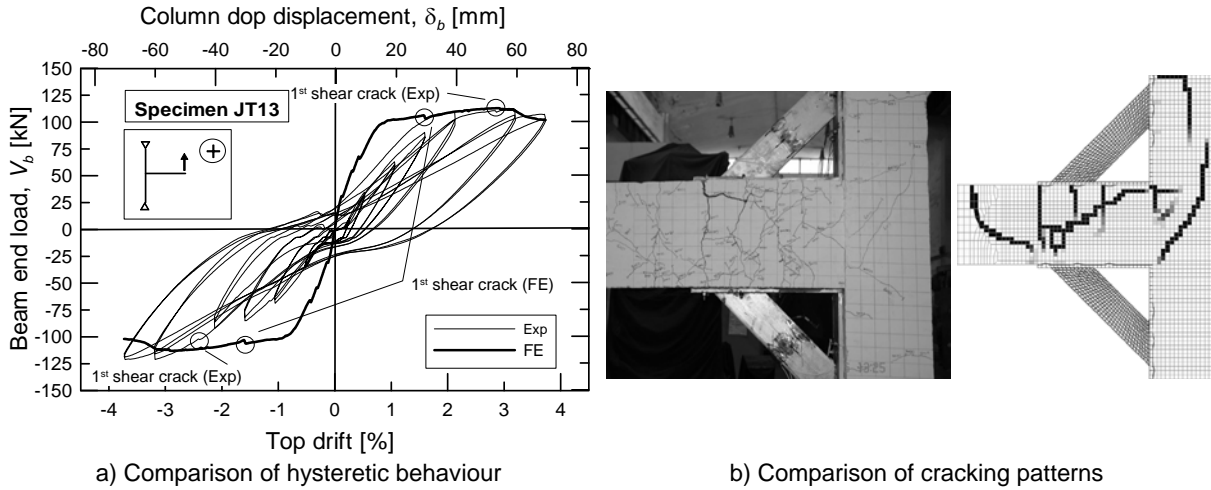 Column dop displacement, δb [mm]
-80 -60 -40 -20 0 20 40 60 80
150
125
100
75
50
25
0
-25
-50
-75
-100
-125
-150
Beam end load, Vb [kN]
Specimen JT13
1st shear crack (Exp)
1st shear crack (FE)
1st shear crack (Exp)
Exp
FE
-4 -3 -2 -1 0 1 2 3 4
Top drift [%]
a) Comparison of hysteretic behaviour
b) Comparison of cracking patterns